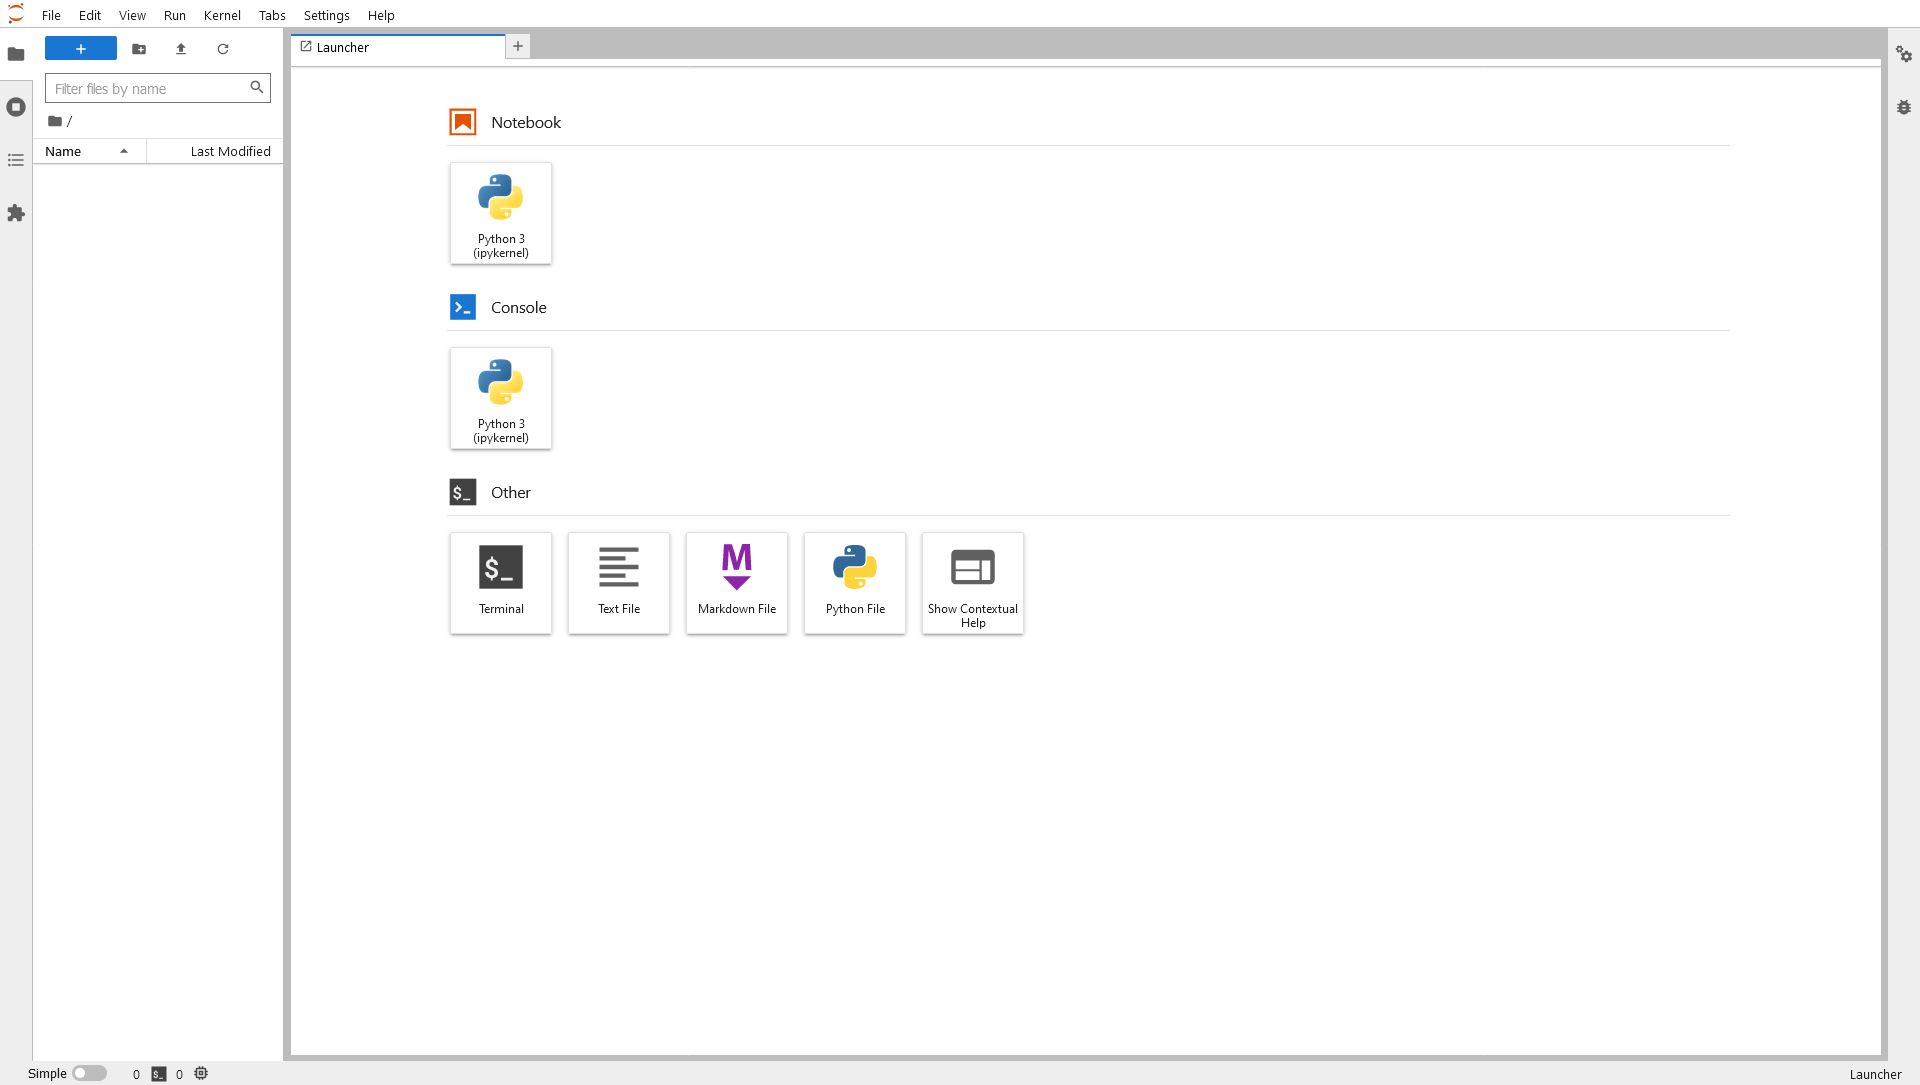 File Edit View Run Kernel Tabs Settings Help
Launcher
Filter files by name
/
Name Last Modified
Notebook
Python 3
(ipykernel)
Console
Python 3
(ipykernel)
$_ Other
$_
Terminal
Text File
M
Markdown File
Python File
Show Contextual
Help
Simple 0 $_ 0 Launcher